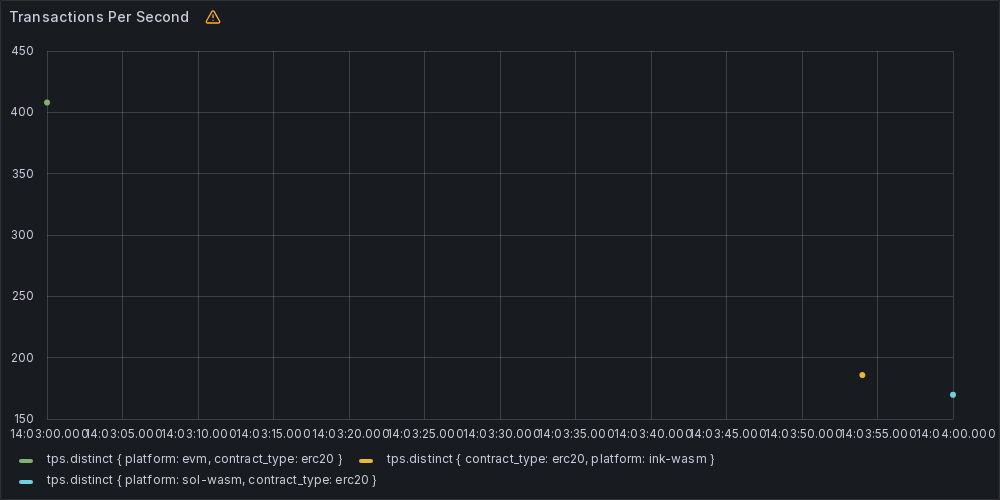 Transactions Per Second
450
400
350
300
250
200
150
14:03:00.000 14:03:05.000 14:03:10.000 14:03:15.000 14:03:20.000 14:03:25.000 14:03:30.000 14:03:35.000 14:03:40.000 14:03:45.000 14:03:50.000 14:03:55.000 14:04:00.000
tps.distinct { platform: evm, contract_type: erc20 } tps.distinct { contract_type: erc20, platform: ink-wasm }
tps.distinct { platform: sol-wasm, contract_type: erc20 }